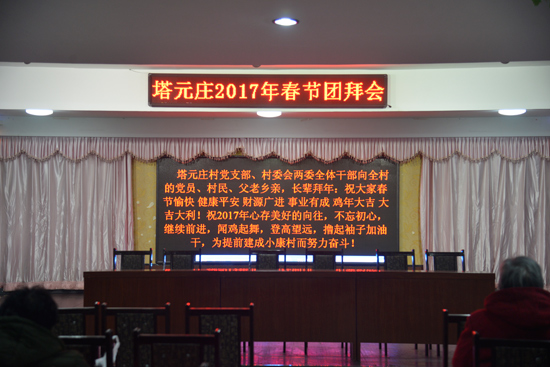 塔元庄2017年春节团拜会
塔元庄村党支部、村委会两委全体干部向全村
的党员、村民、父老乡亲，长辈拜年：祝大家春
节愉快 健康平安 财源广进 事业有成 鸡年大吉 大
吉大利！祝2017年心存美好的向往，不忘初心，
继续前进，闻鸡起舞，登高望远，撸起袖子加油
干，为提前建成小康村而努力奋斗！